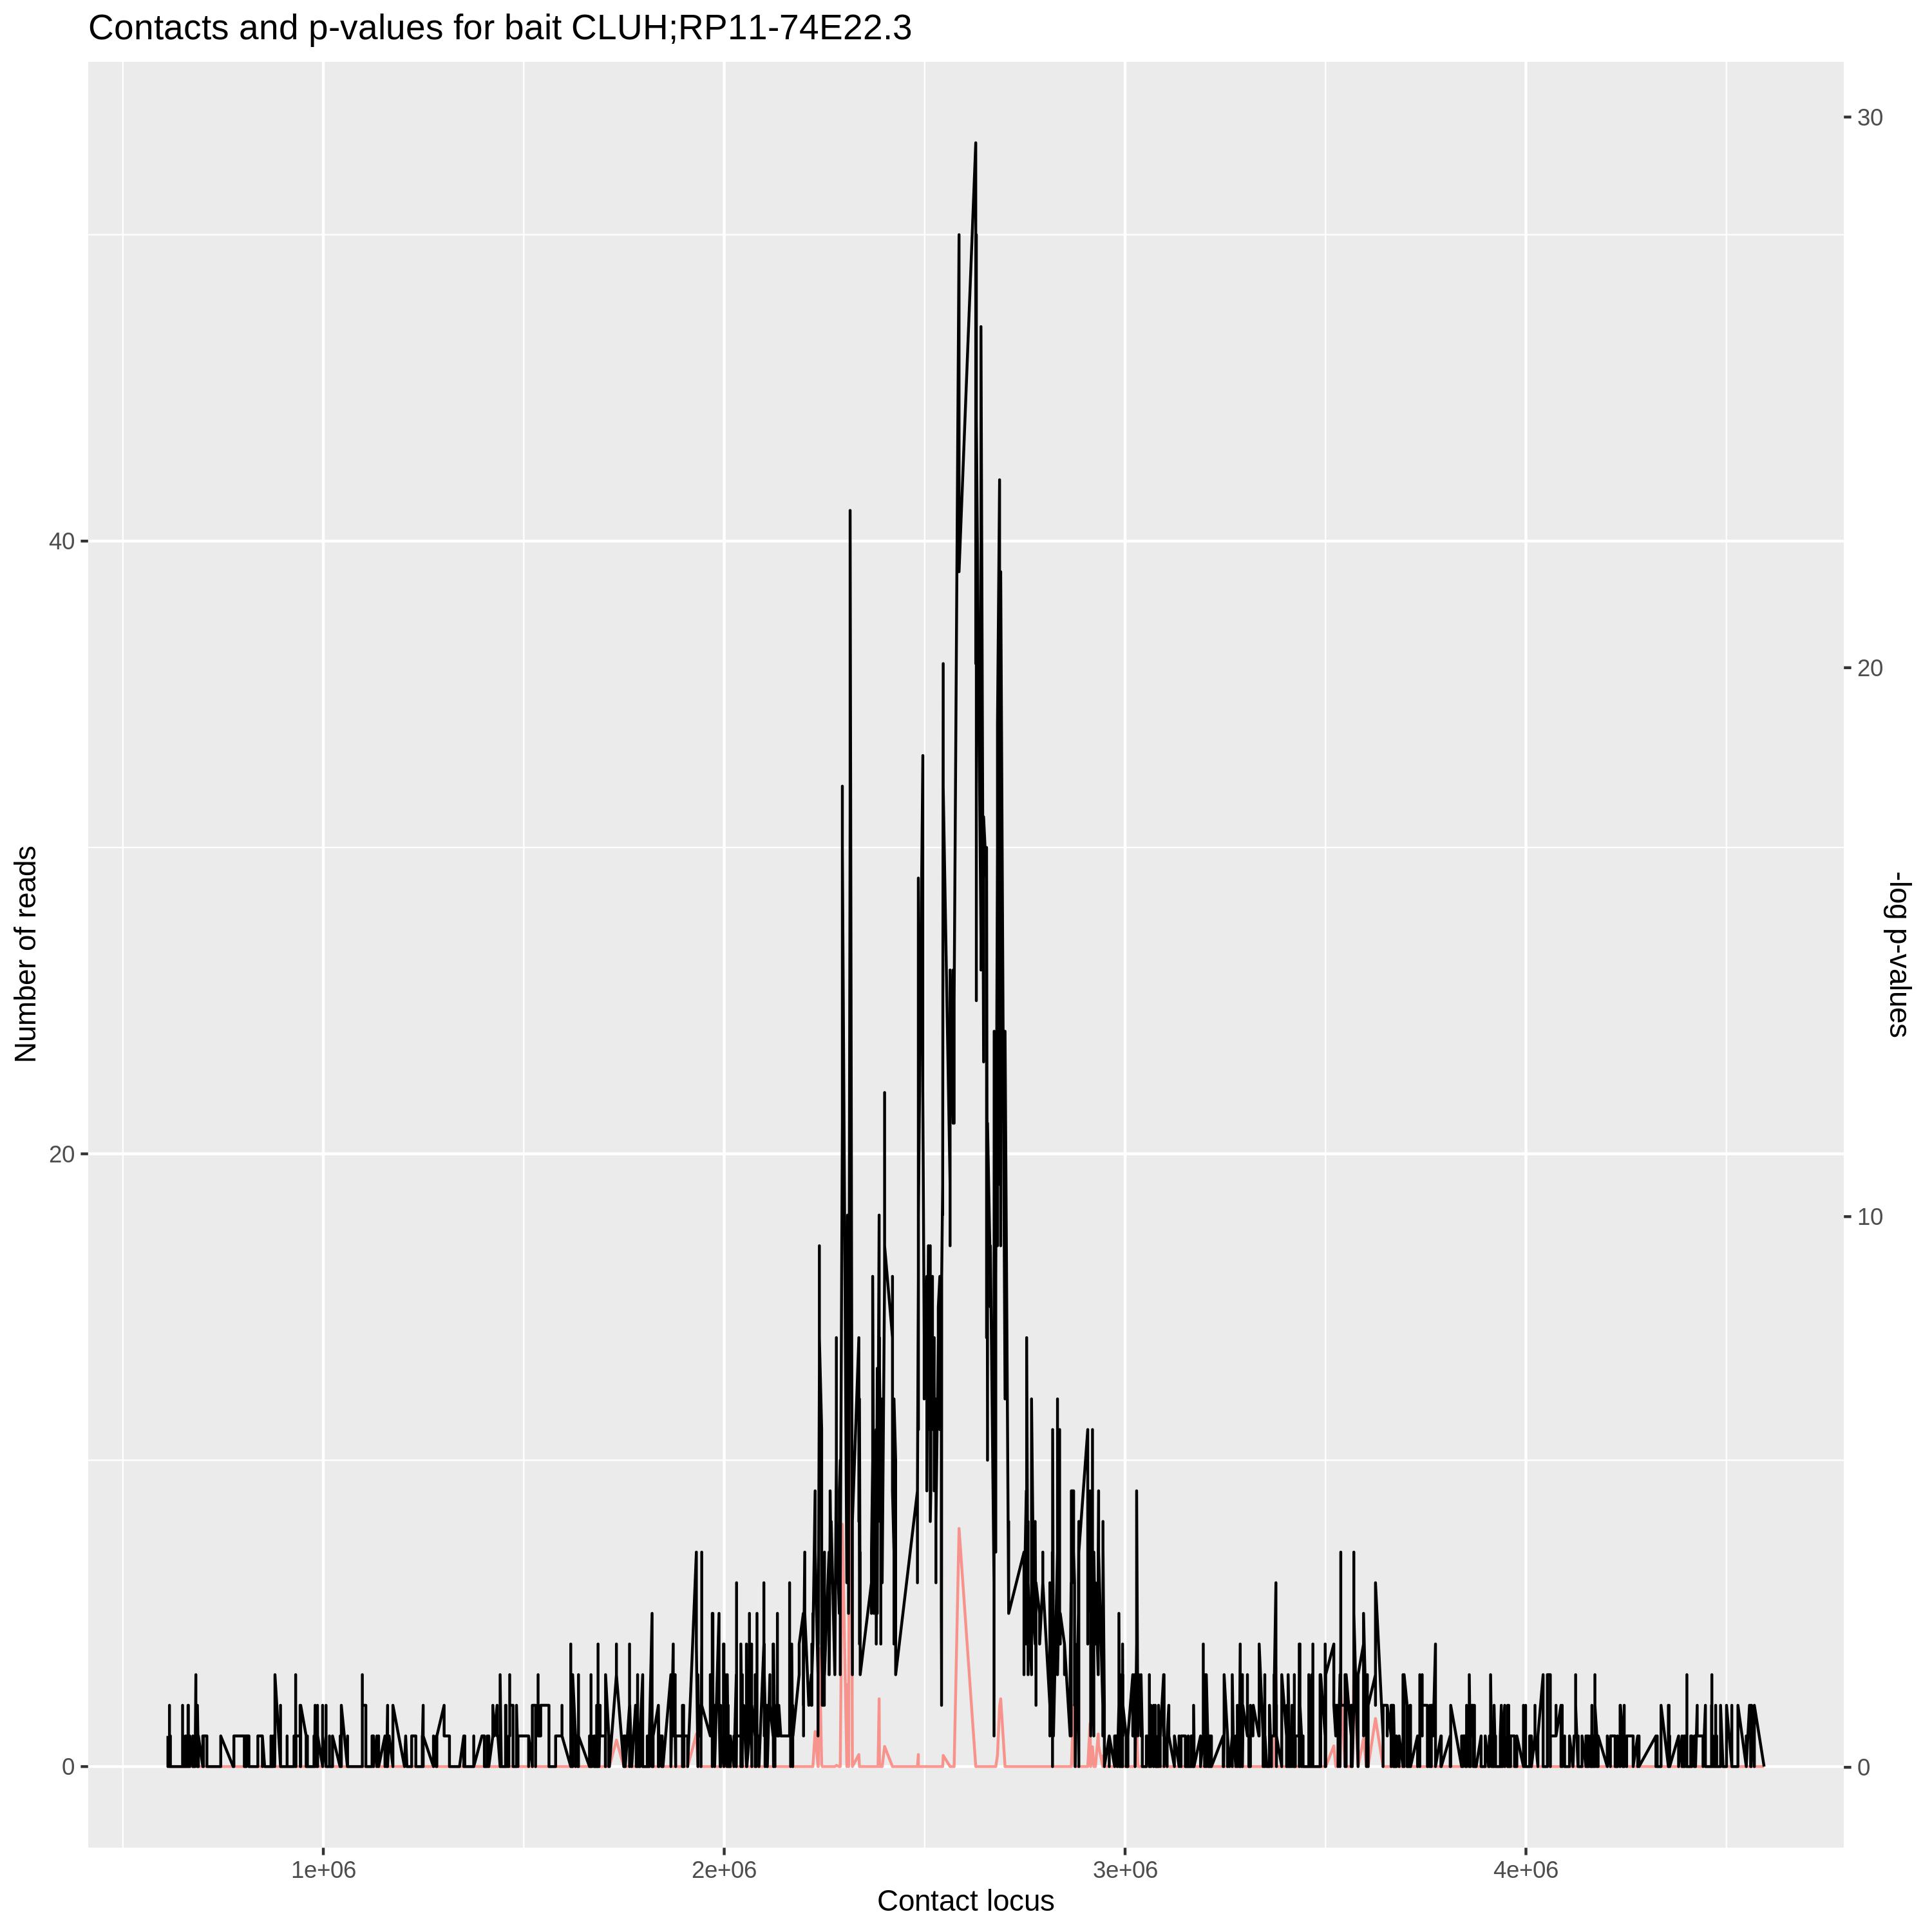 Contacts and p-values for bait CLUH;RP11-74E22.3
30
40
20
20
10
0
0
Number of reads
-log p-values
1e+06
2e+06
3e+06
4e+06
Contact locus